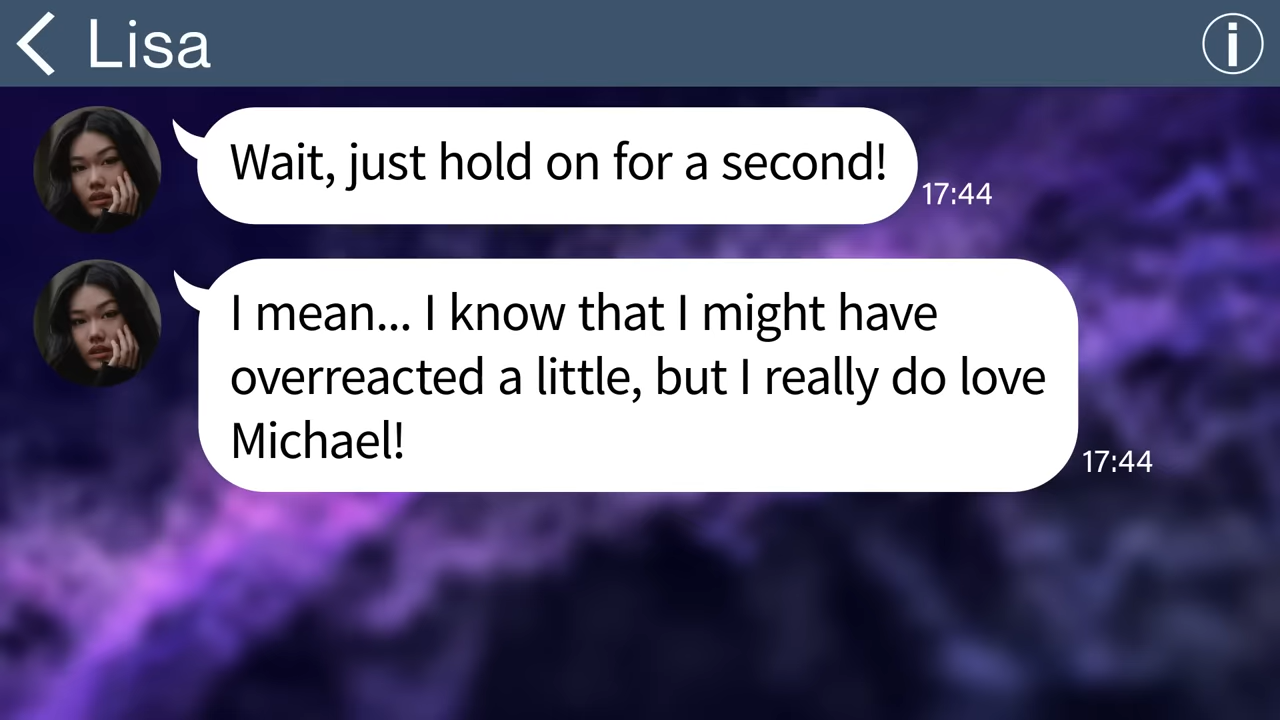 Lisa
Wait, just hold on for a second!
17:44
I mean... I know that I might have
overreacted a little, but I really do love
Michael!
17:44